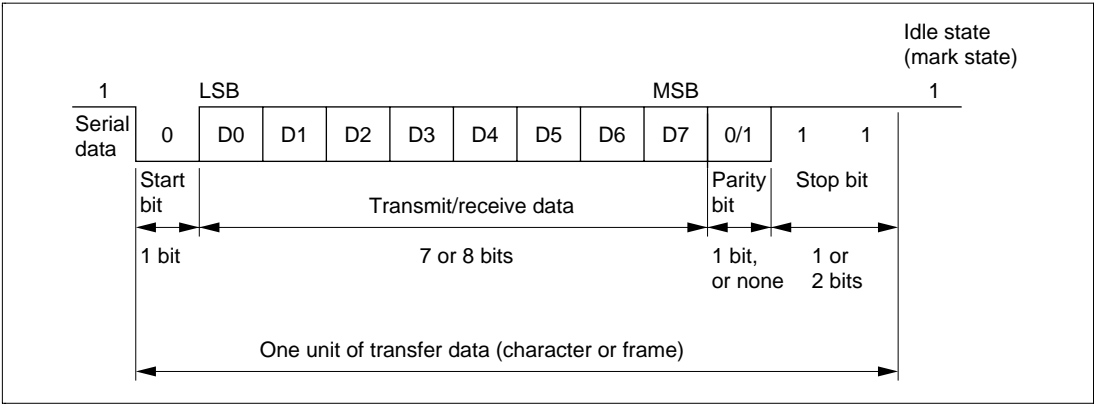 Idle state
(mark state)
1 LSB MSB 1
Serial
data
0 D0 D1 D2 D3 D4 D5 D6 D7 0/1 1 1
Start
bit
Transmit/receive data
Parity
bit
Stop bit
1 bit
7 or 8 bits
1 bit,
or none
1 or
2 bits
One unit of transfer data (character or frame)